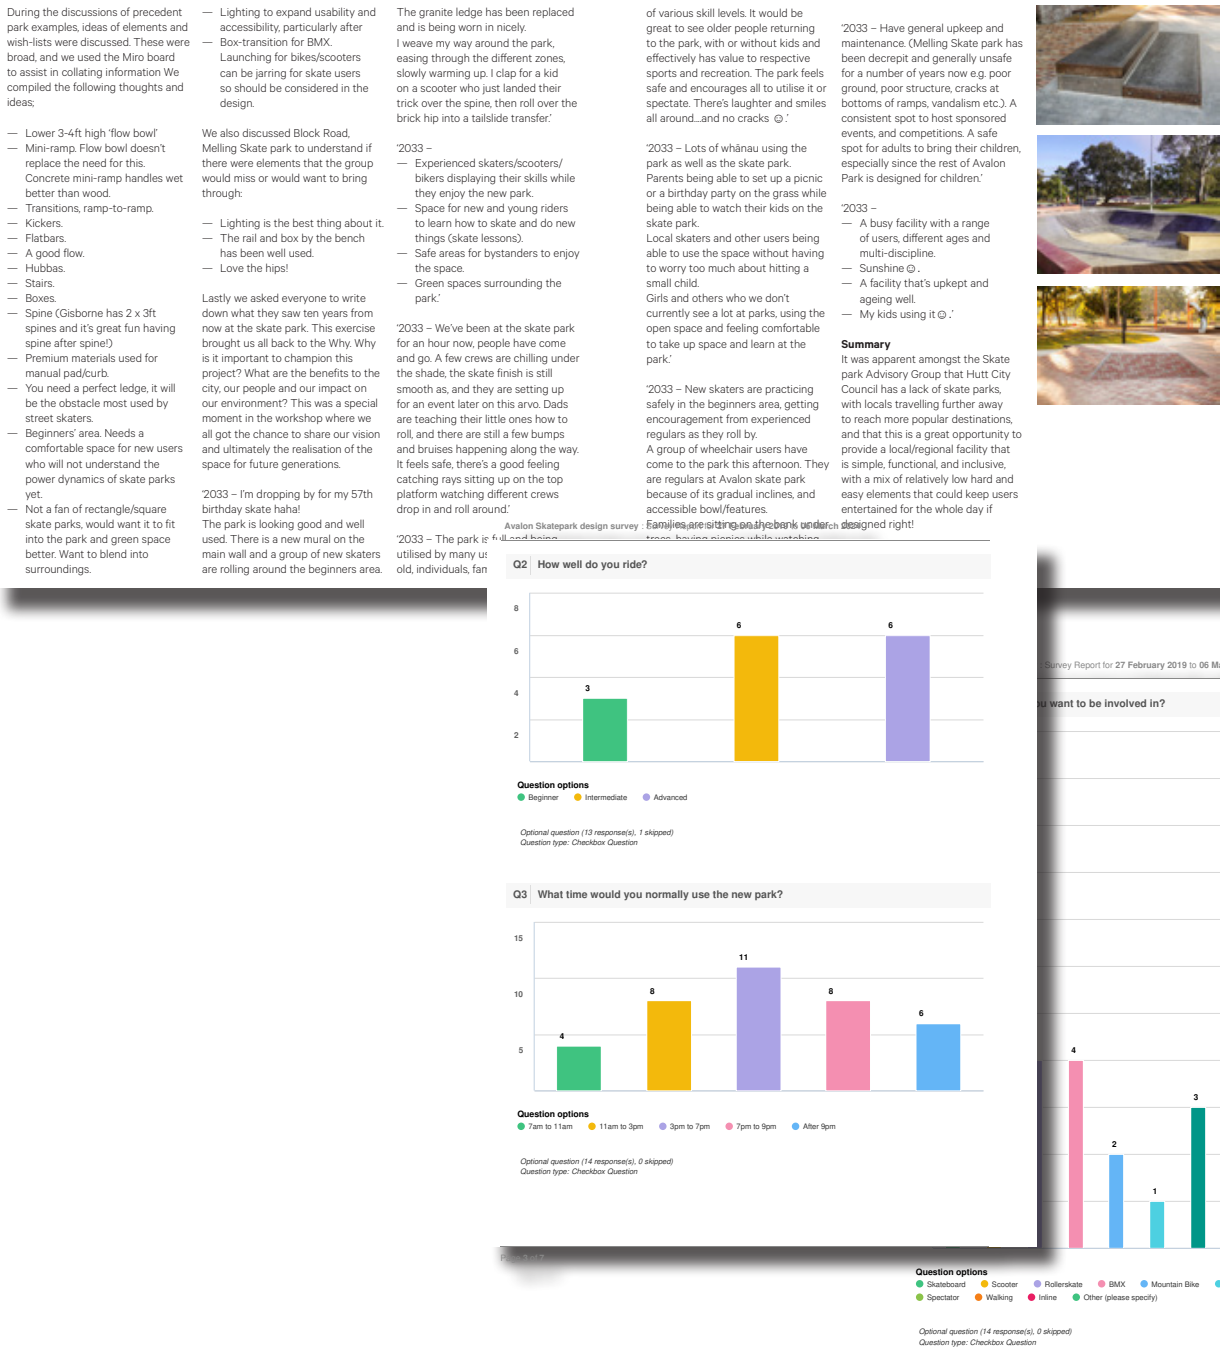 During the discussions of precedent
park examples, ideas of elements and
wish-lists were discussed. These were
broad, and we used the Miro board
to assist in collating information We
compiled the following thoughts and
ideas;
— Lower 3-4ft high ‘flow bowl’
— Mini-ramp. Flow bowl doesn’t
replace the need for this.
Concrete mini-ramp handles wet
better than wood.
— Transitions, ramp-to-ramp.
— Kickers.
— Flatbars.
— A good flow.
— Hubbas.
— Stairs.
— Boxes.
— Spine (Gisborne has 2 x 3ft
spines and it’s great fun having
spine after spine!)
— Premium materials used for
manual pad/curb.
— You need a perfect ledge, it will
be the obstacle most used by
street skaters.
— Beginners’ area. Needs a
comfortable space for new users
who will not understand the
power dynamics of skate parks
yet.
— Not a fan of rectangle/square
skate parks, would want it to fit
into the park and green space
better. Want to blend into
surroundings.
— Lighting to expand usability and
accessibility, particularly after
— Box-transition for BMX.
Launching for bikes/scooters
can be jarring for skate users
so should be considered in the
design.
We also discussed Block Road,
Melling Skate park to understand if
there were elements that the group
would miss or would want to bring
through:
— Lighting is the best thing about it.
— The rail and box by the bench
has been well used.
— Love the hips!
Lastly we asked everyone to write
down what they saw ten years from
now at the skate park. This exercise
brought us all back to the Why. Why
is it important to champion this
project? What are the benefits to the
city, our people and our impact on
our environment? This was a special
moment in the workshop where we
all got the chance to share our vision
and ultimately the realisation of the
space for future generations.
‘2033 – I’m dropping by for my 57th
birthday skate haha!
The park is looking good and well
used. There is a new mural on the
main wall and a group of new skaters
are rolling around the beginners area.
The granite ledge has been replaced
and is being worn in nicely.
I weave my way around the park,
easing through the different zones,
slowly warming up. I clap for a kid
on a scooter who just landed their
trick over the spine, then roll over the
brick hip into a tailslide transfer.’
‘2033 –
— Experienced skaters/scooters/
bikers displaying their skills while
they enjoy the new park.
— Space for new and young riders
to learn how to skate and do new
things (skate lessons).
— Safe areas for bystanders to enjoy
the space.
— Green spaces surrounding the
park.’
‘2033 – We’ve been at the skate park
for an hour now, people have come
and go. A few crews are chilling under
the shade, the skate finish is still
smooth as, and they are setting up
for an event later on this arvo. Dads
are teaching their little ones how to
roll, and there are still a few bumps
and bruises happening along the way.
It feels safe, there’s a good feeling
catching rays sitting up on the top
platform watching different crews
drop in and roll around.’
‘2033 – The park is full and being
utilised by many us
old, individuals, fam
of various skill levels. It would be
great to see older people returning
to the park, with or without kids and
effectively has value to respective
sports and recreation. The park feels
safe and encourages all to utilise it or
spectate. There’s laughter and smiles
all around....and no cracks ☺.’
‘2033 – Lots of whānau using the
park as well as the skate park.
Parents being able to set up a picnic
or a birthday party on the grass while
being able to watch their kids on the
skate park.
Local skaters and other users being
able to use the space without having
to worry too much about hitting a
small child.
Girls and others who we don’t
currently see a lot at parks, using the
open space and feeling comfortable
to take up space and learn at the
park.’
‘2033 – New skaters are practicing
safely in the beginners area, getting
encouragement from experienced
regulars as they roll by.
A group of wheelchair users have
come to the park this afternoon. They
are regulars at Avalon skate park
because of its gradual inclines, and
accessible bowl/features.
Families are sitting on the bank under
trees, having picnics while watching
‘2033 – Have general upkeep and
maintenance. (Melling Skate park has
been decrepit and generally unsafe
for a number of years now e.g. poor
ground, poor structure, cracks at
bottoms of ramps, vandalism etc.). A
consistent spot to host sponsored
events, and competitions. A safe
spot for adults to bring their children,
especially since the rest of Avalon
Park is designed for children.’
‘2033 –
— A busy facility with a range
of users, different ages and
multi-discipline.
— Sunshine ☺.
— A facility that’s upkept and
ageing well.
— My kids using it ☺.’
Summary
It was apparent amongst the Skate
park Advisory Group that Hutt City
Council has a lack of skate parks,
with locals travelling further away
to reach more popular destinations,
and that this is a great opportunity to
provide a local/regional facility that
is simple, functional, and inclusive,
with a mix of relatively low hard and
easy elements that could keep users
entertained for the whole day if
designed right!
Avalon Skatepark design survey : Survey Report for 27 February 2019 to 06 March
Q2 How well do you ride?
8
6
4
2
3
6
6
Question options
Beginner Intermediate Advanced
Optional question (13 response(s), 1 skipped)
Question type: Checkbox Question
Q3 What time would you normally use the new park?
15
10
5
4
8
11
8
6
Question options
7am to 11am 11am to 3pm 3pm to 7pm 7pm to 9pm After 9pm
Optional question (14 response(s), 0 skipped)
Question type: Checkbox Question
Page 3 of 7
: Survey Report for 27 February 2019 to 06 Ma
ou want to be involved in?
4
2
1
3
Question options
Skateboard Scooter Rollerskate BMX Mountain Bike
Spectator Walking Inline Other (please specify)
Optional question (14 response(s), 0 skipped)
Question type: Checkbox Question